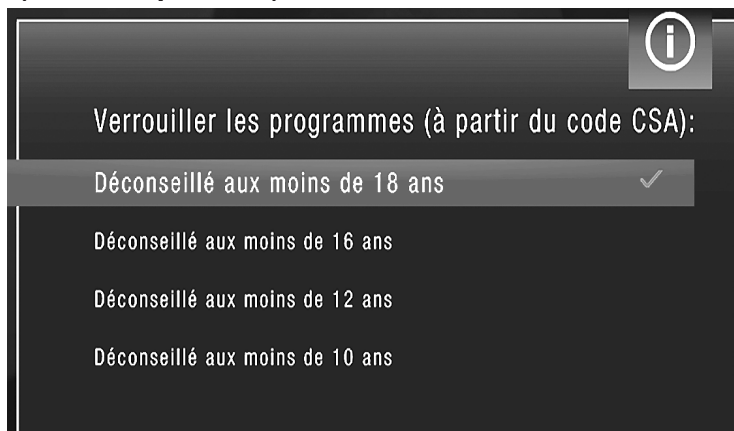 Verrouiller les programmes (à partir du code CSA):
Déconseillé aux moins de 18 ans
Déconseillé aux moins de 16 ans
Déconseillé aux moins de 12 ans
Déconseillé aux moins de 10 ans